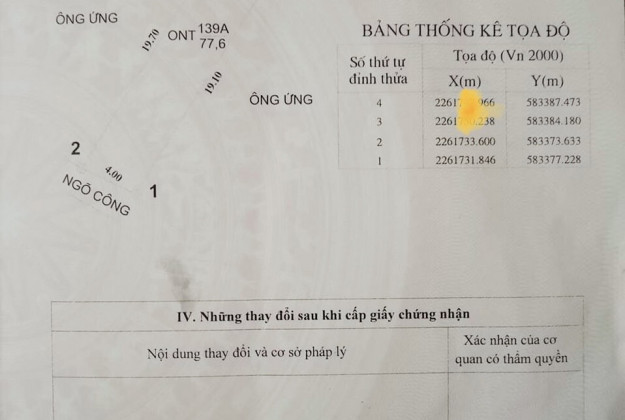 ÔNG ỨNG
19.70
ONT 139A
77,6
19.10
ÔNG ỨNG
2
4.00
1
NGÕ CÔNG
BẢNG THỐNG KÊ TỌA ĐỘ
Số thứ tự đỉnh thửa
Tọa độ (Vn 2000)
X(m) Y(m)
4 583387.473
3 583384.180
2 2261733.600 583373.633
1 2261731.846 583377.228
IV. Những thay đổi sau khi cấp giấy chứng nhận
Nội dung thay đổi và cơ sở pháp lý
Xác nhận của cơ
quan có thẩm quyền